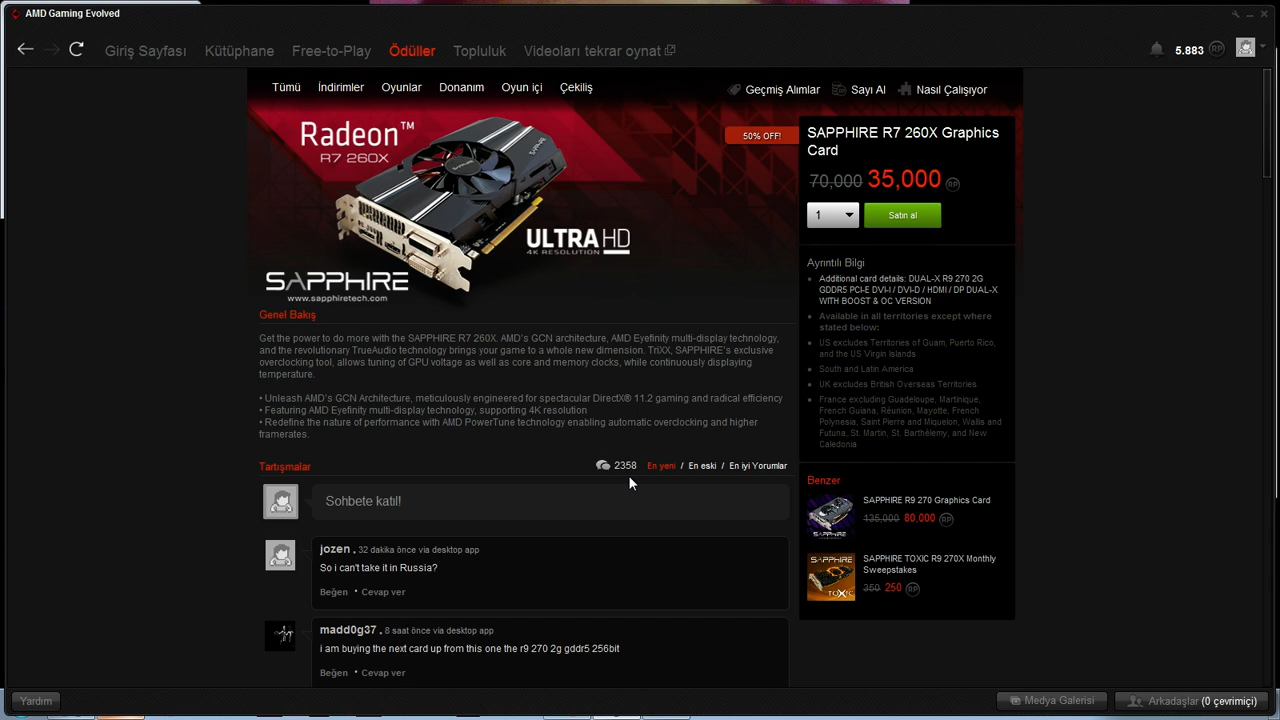 AMD Gaming Evolved
Giriş Sayfası Kütüphane Free-to-Play Ödüller Topluluk Videoları tekrar oynat
5.883 RP
Tümü İndirimler Oyunlar Donanım Oyun içi Çekiliş
Geçmiş Alımlar Sayı Al Nasıl Çalışıyor
Radeon™
R7 260X
ULTRA HD
4K RESOLUTION
SAPPHIRE
www.sapphiretech.com
50% OFF!
SAPPHIRE R7 260X Graphics
Card
70,000 35,000 RP
1 Satın al
Ayrıntılı Bilgi
Additional card details: DUAL-X R9 270 2G
GDDR5 PCI-E DVI-I / DVI-D / HDMI / DP DUAL-X
WITH BOOST & OC VERSION
Available in all territories except where
stated below:
US excludes Territories of Guam, Puerto Rico,
and the US Virgin Islands
South and Latin America
UK excludes British Overseas Territories
France excluding Guadeloupe, Martinique,
French Guiana, Réunion, Mayotte, French
Polynesia, Saint Pierre and Miquelon, Wallis and
Futuna, St. Martin, St. Barthélemy, and New
Caledonia
Genel Bakış
Get the power to do more with the SAPPHIRE R7 260X. AMD's GCN architecture, AMD Eyefinity multi-display technology,
and the revolutionary TrueAudio technology brings your game to a whole new dimension. TriXX, SAPPHIRE's exclusive
overclocking tool, allows tuning of GPU voltage as well as core and memory clocks, while continuously displaying
temperature.
• Unleash AMD's GCN Architecture, meticulously engineered for spectacular DirectX® 11.2 gaming and radical efficiency
• Featuring AMD Eyefinity multi-display technology, supporting 4K resolution
• Redefine the nature of performance with AMD PowerTune technology enabling automatic overclocking and higher
framerates.
Tartışmalar
2358 En yeni / En eski / En iyi Yorumlar
Sohbete katıl!
jozen . 32 dakika önce via desktop app
So i can't take it in Russia?
Beğen • Cevap ver
madd0g37 . 8 saat önce via desktop app
i am buying the next card up from this one the r9 270 2g gddr5 256bit
Beğen • Cevap ver
Benzer
SAPPHIRE R9 270 Graphics Card
135,000 80,000 RP
SAPPHIRE
SAPPHIRE TOXIC R9 270X Monthly
Sweepstakes
350 250 RP
SAPPHIRE
TOXIC
Yardım
Medya Galerisi
Arkadaşlar (0 çevrimiçi)